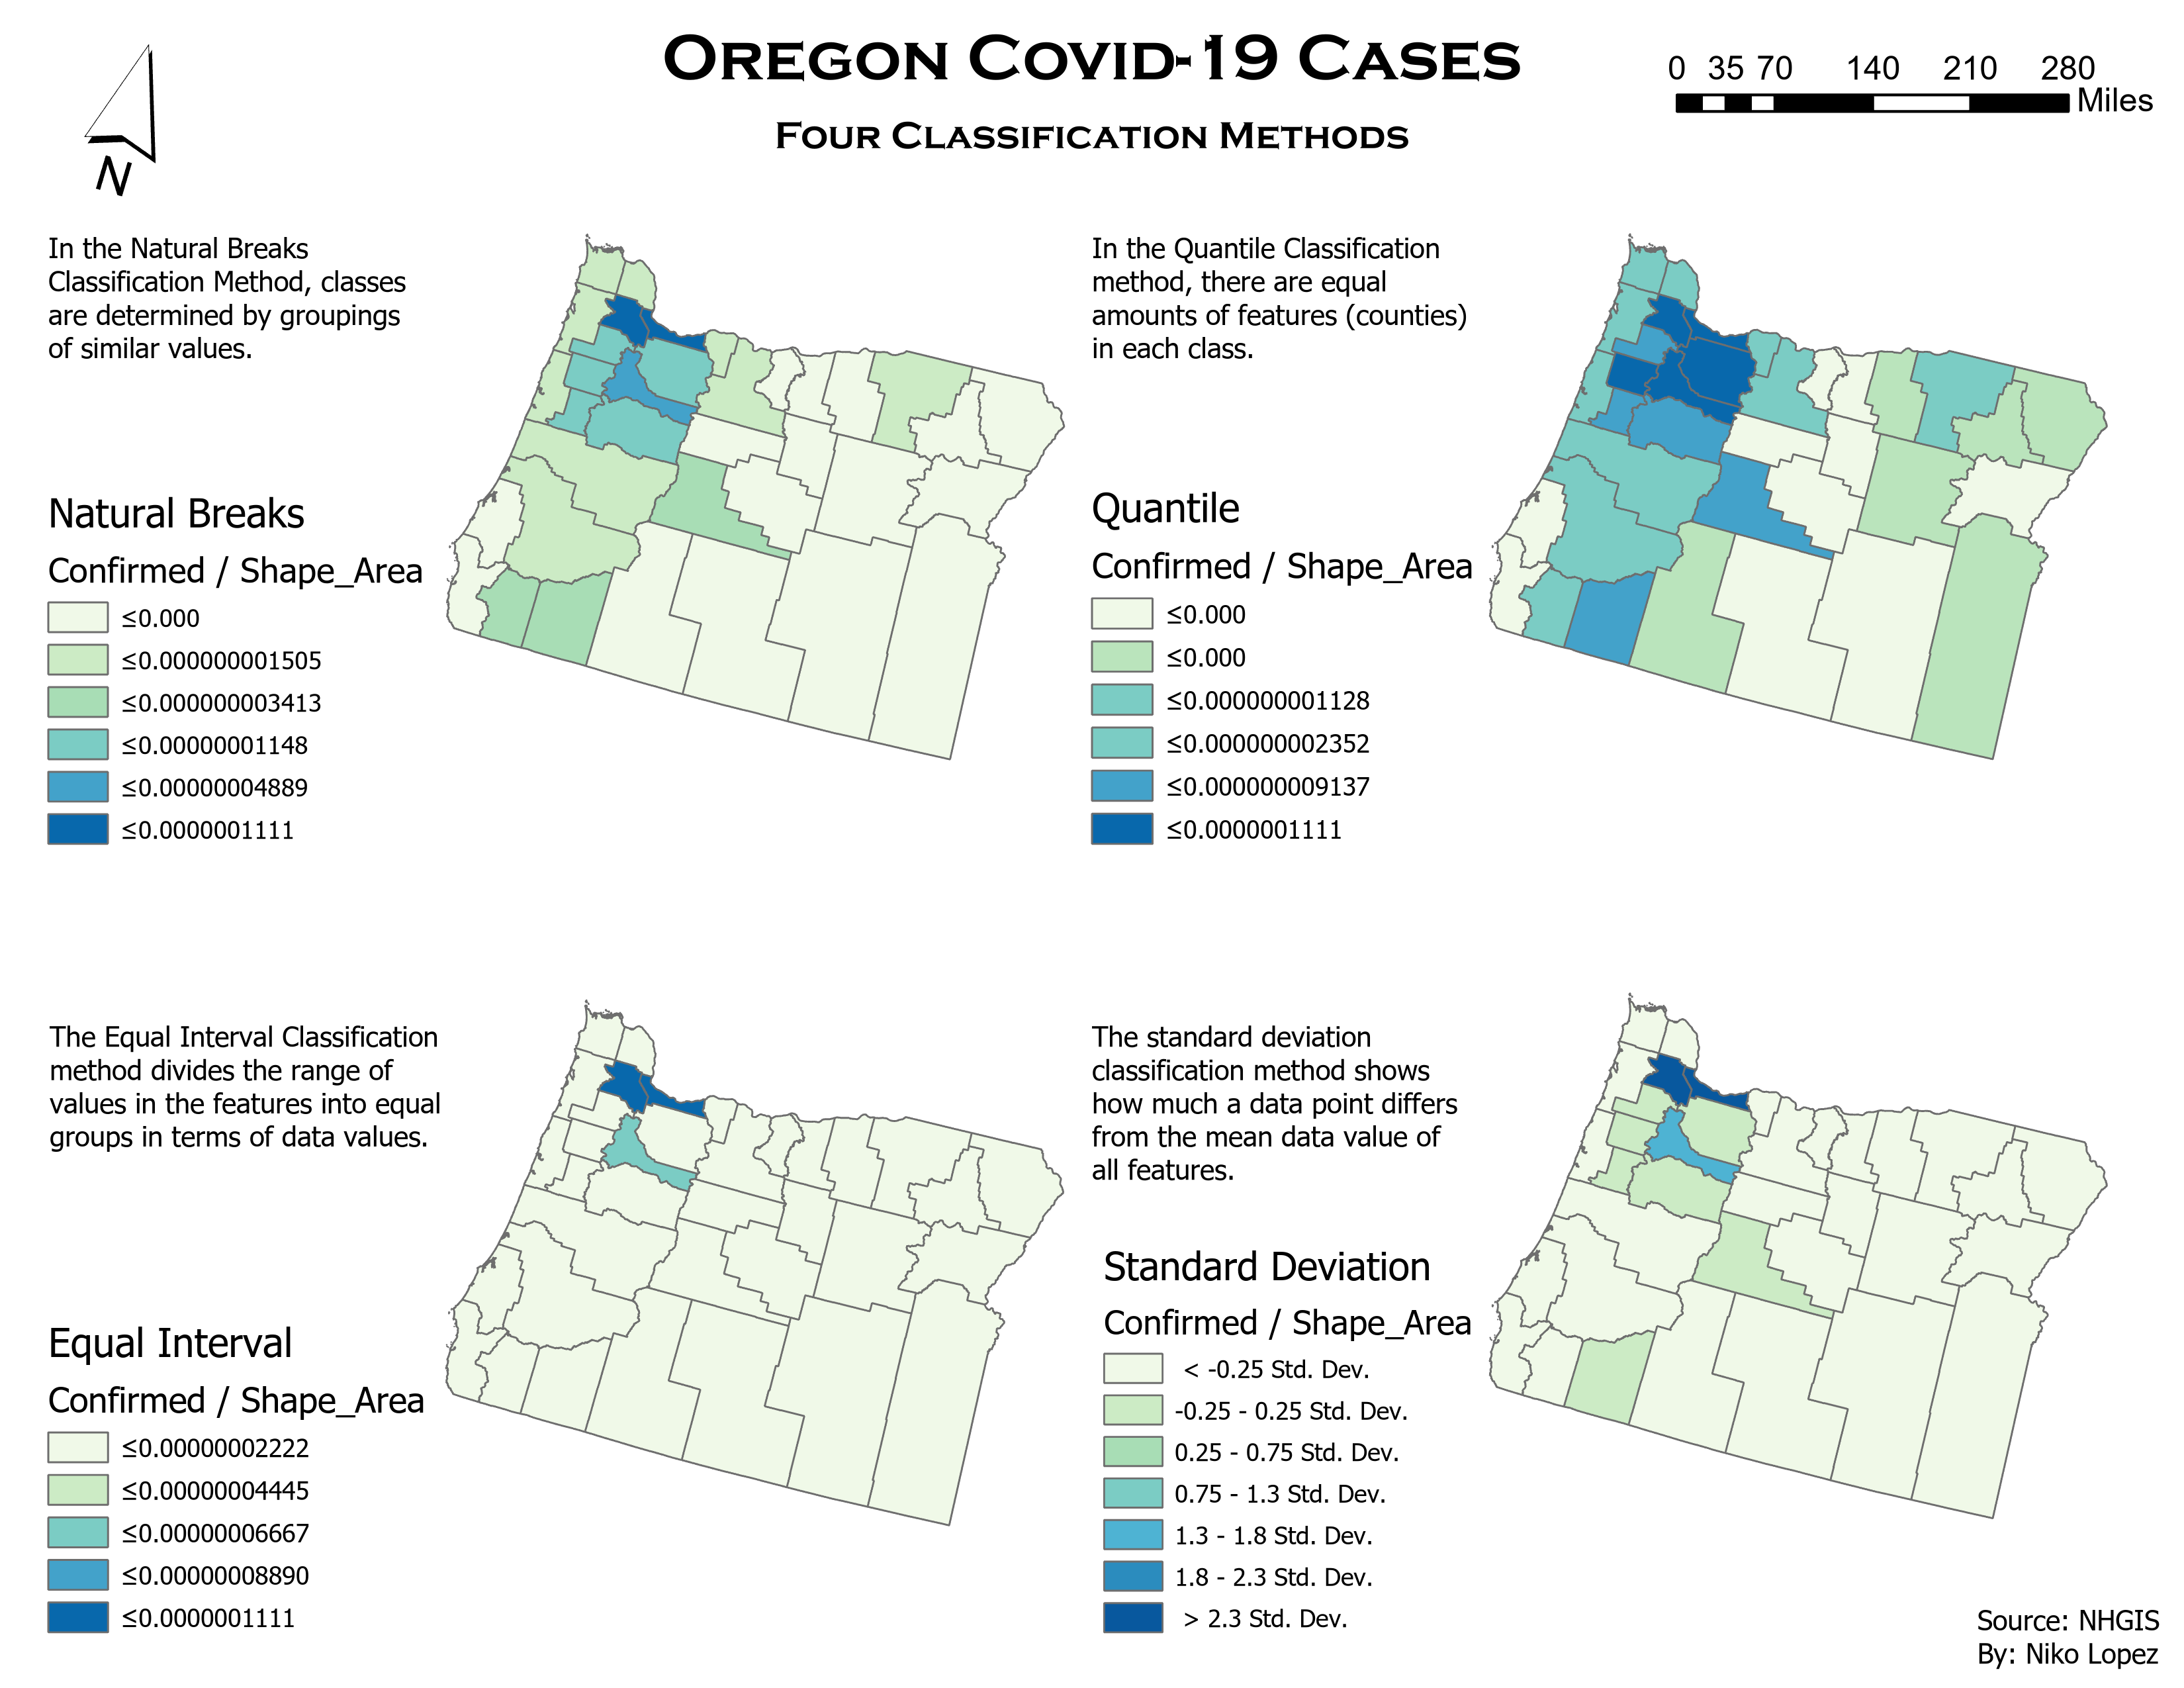 OREGON COVID-19 CASES
FOUR CLASSIFICATION METHODS
N
0 35 70 140 210 280
Miles
In the Natural Breaks
Classification Method, classes
are determined by groupings
of similar values.
Natural Breaks
Confirmed / Shape_Area
≤0.000
≤0.000000001505
≤0.000000003413
≤0.00000001148
≤0.00000004889
≤0.0000001111
In the Quantile Classification
method, there are equal
amounts of features (counties)
in each class.
Quantile
Confirmed / Shape_Area
≤0.000
≤0.000
≤0.000000001128
≤0.000000002352
≤0.000000009137
≤0.0000001111
The Equal Interval Classification
method divides the range of
values in the features into equal
groups in terms of data values.
Equal Interval
Confirmed / Shape_Area
≤0.00000002222
≤0.00000004445
≤0.00000006667
≤0.00000008890
≤0.0000001111
The standard deviation
classification method shows
how much a data point differs
from the mean data value of
all features.
Standard Deviation
Confirmed / Shape_Area
< -0.25 Std. Dev.
-0.25 - 0.25 Std. Dev.
0.25 - 0.75 Std. Dev.
0.75 - 1.3 Std. Dev.
1.3 - 1.8 Std. Dev.
1.8 - 2.3 Std. Dev.
> 2.3 Std. Dev.
Source: NHGIS
By: Niko Lopez